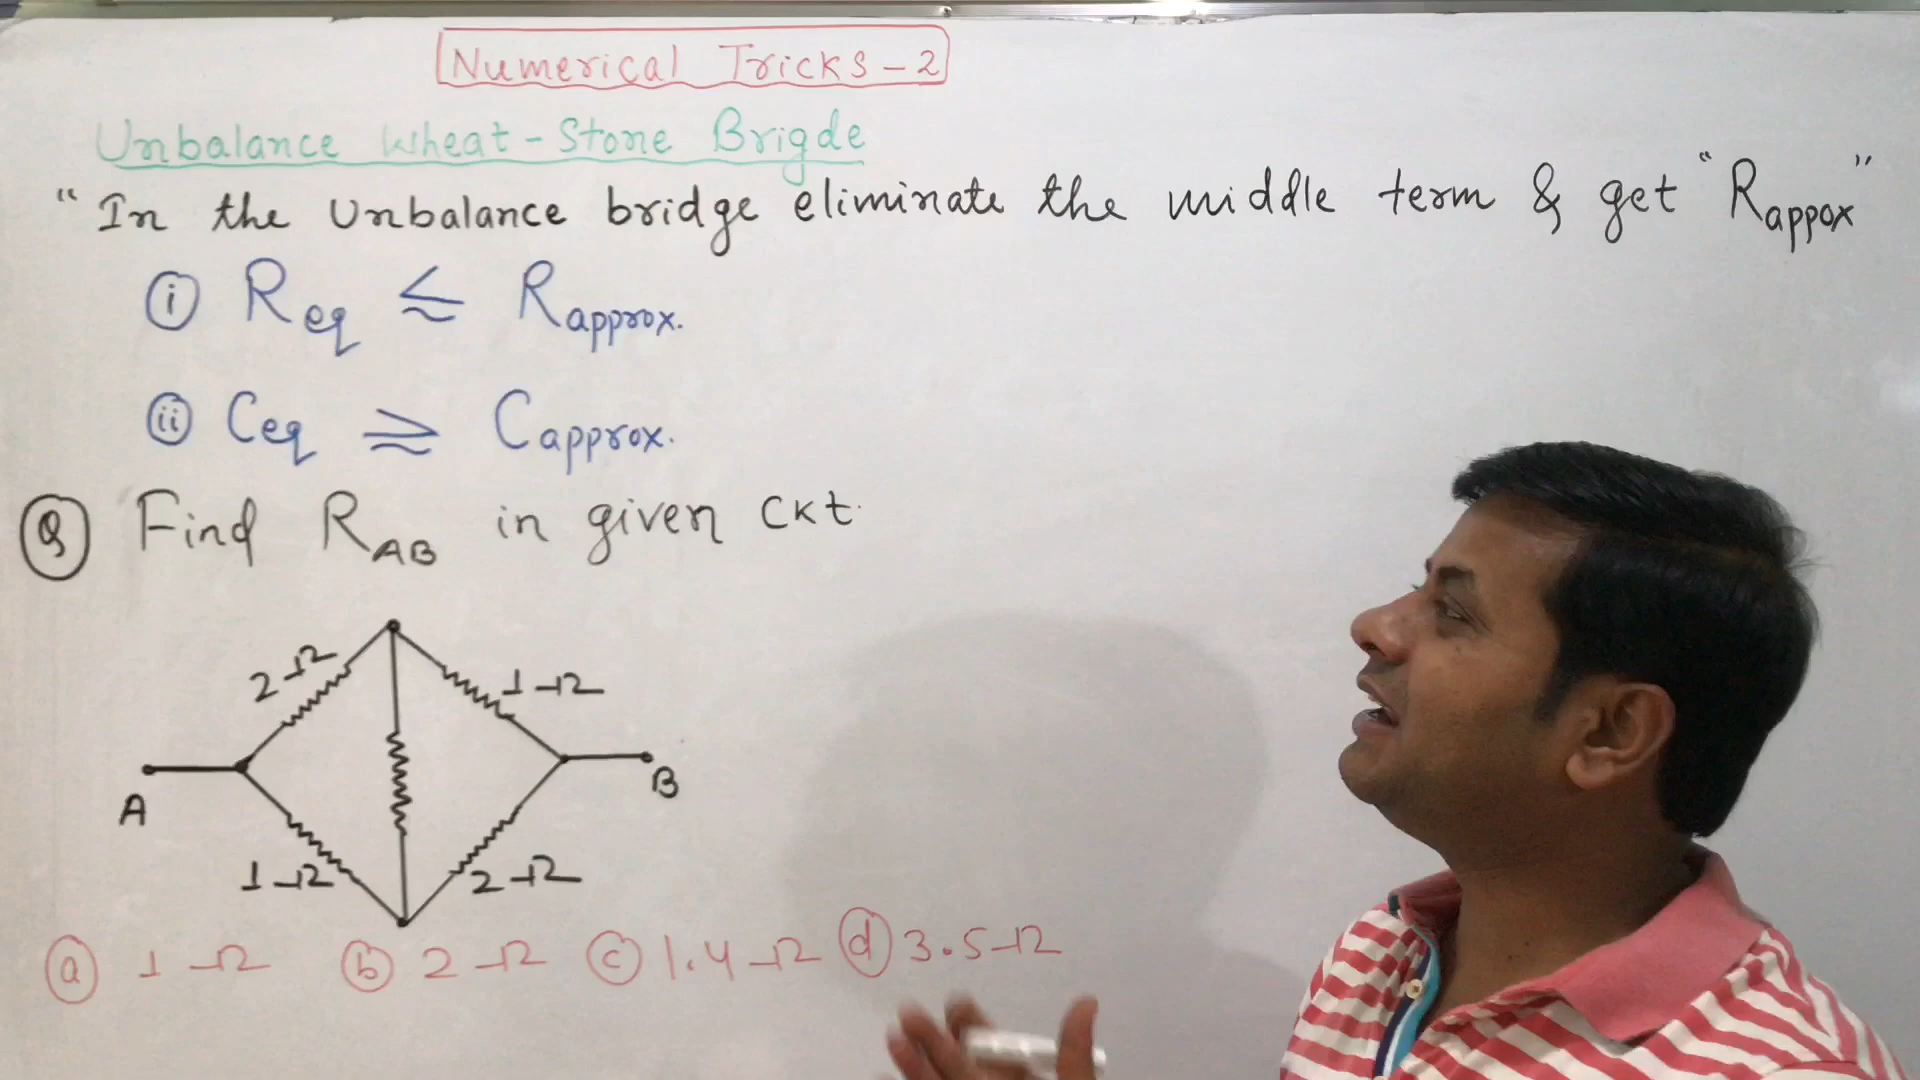 Numerical Tricks-2
Unbalance Wheat-Stone Brigde
"In the Unbalance bridge eliminate the middle term & get "Rappox"
(i) Req ≲ Rapprox.
(ii) Ceq ≳ Capprox.
(Q) Find RAB in given ckt.
2Ω
1Ω
A
B
1Ω
2Ω
(a) 1Ω (b) 2Ω (c) 1.4Ω (d) 3.5Ω